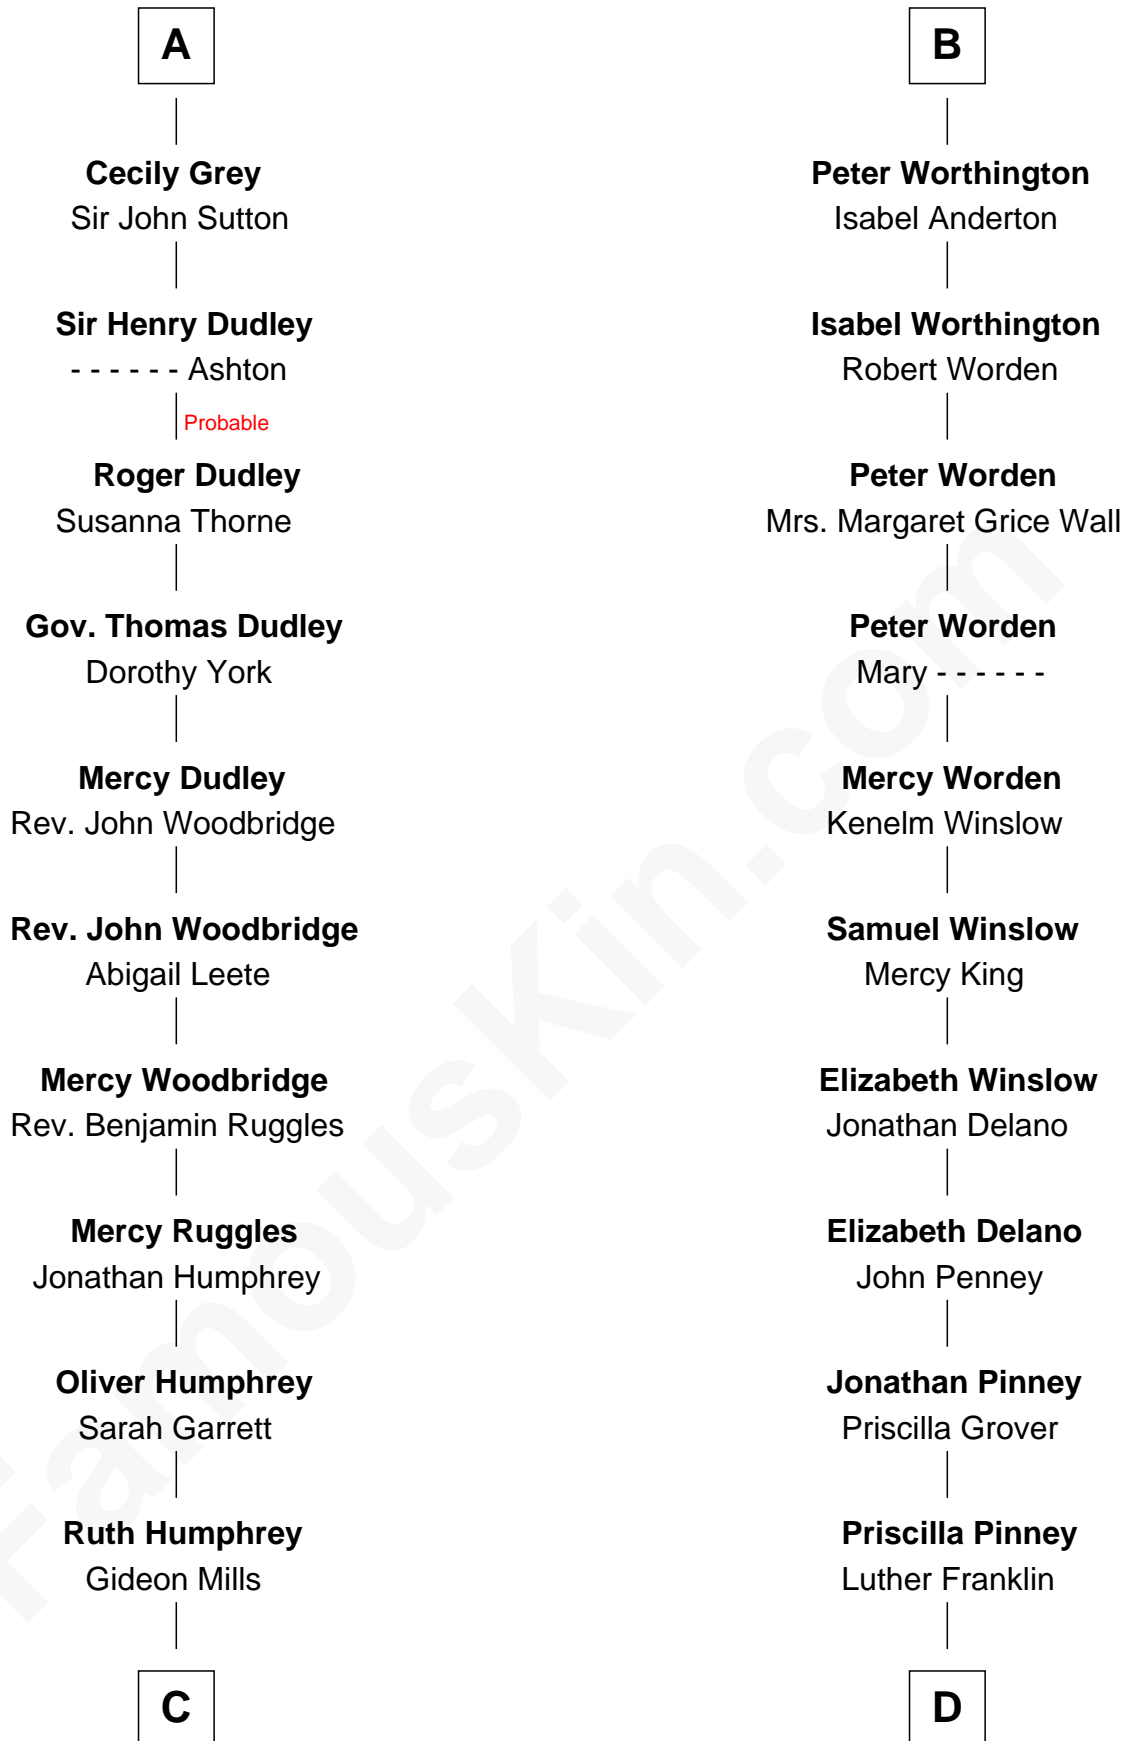 A
Cecily Grey
Sir John Sutton
Sir Henry Dudley
- - - - - - Ashton
Probable
Roger Dudley
Susanna Thorne
Gov. Thomas Dudley
Dorothy York
Mercy Dudley
Rev. John Woodbridge
Rev. John Woodbridge
Abigail Leete
Mercy Woodbridge
Rev. Benjamin Ruggles
Mercy Ruggles
Jonathan Humphrey
Oliver Humphrey
Sarah Garrett
Ruth Humphrey
Gideon Mills
C
B
Peter Worthington
Isabel Anderton
Isabel Worthington
Robert Worden
Peter Worden
Mrs. Margaret Grice Wall
Peter Worden
Mary - - - - - -
Mercy Worden
Kenelm Winslow
Samuel Winslow
Mercy King
Elizabeth Winslow
Jonathan Delano
Elizabeth Delano
John Penney
Jonathan Pinney
Priscilla Grover
Priscilla Pinney
Luther Franklin
D
FamousKin.com